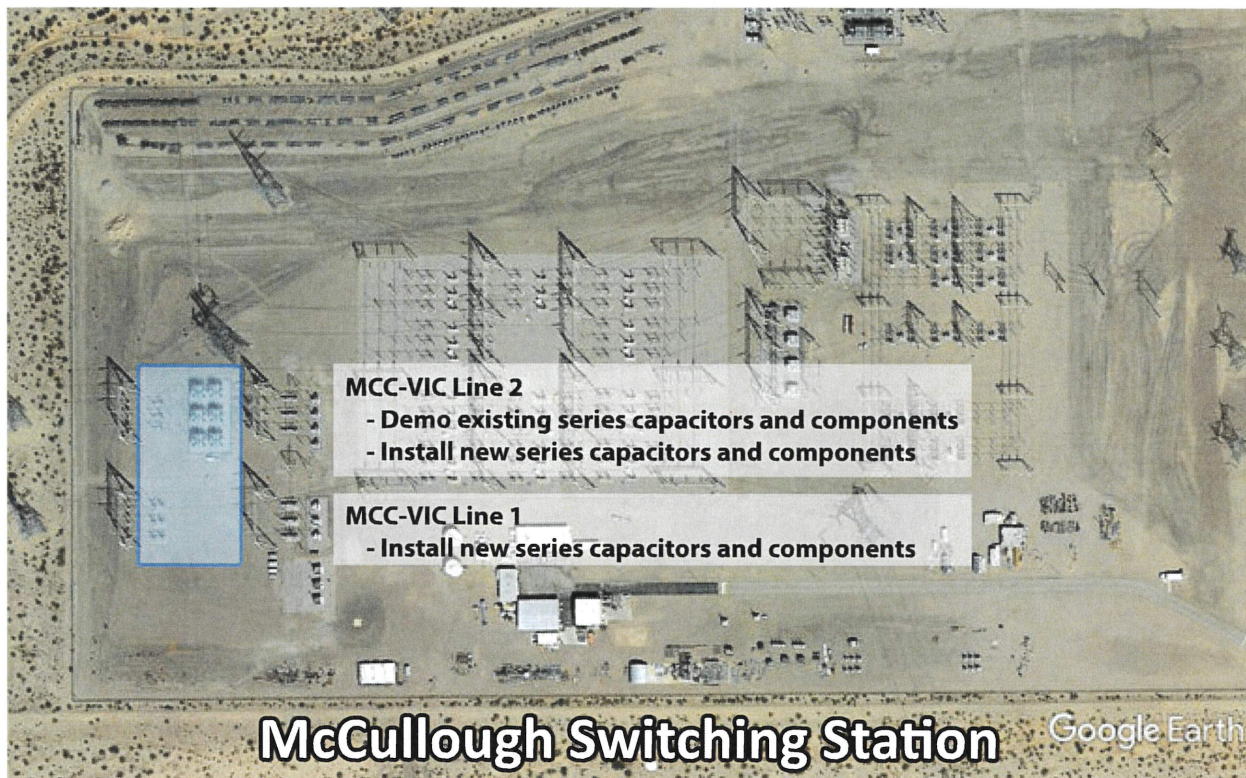 MCC-VIC Line 2
- Demo existing series capacitors and components
- Install new series capacitors and components
MCC-VIC Line 1
- Install new series capacitors and components
McCullough Switching Station
Google Earth